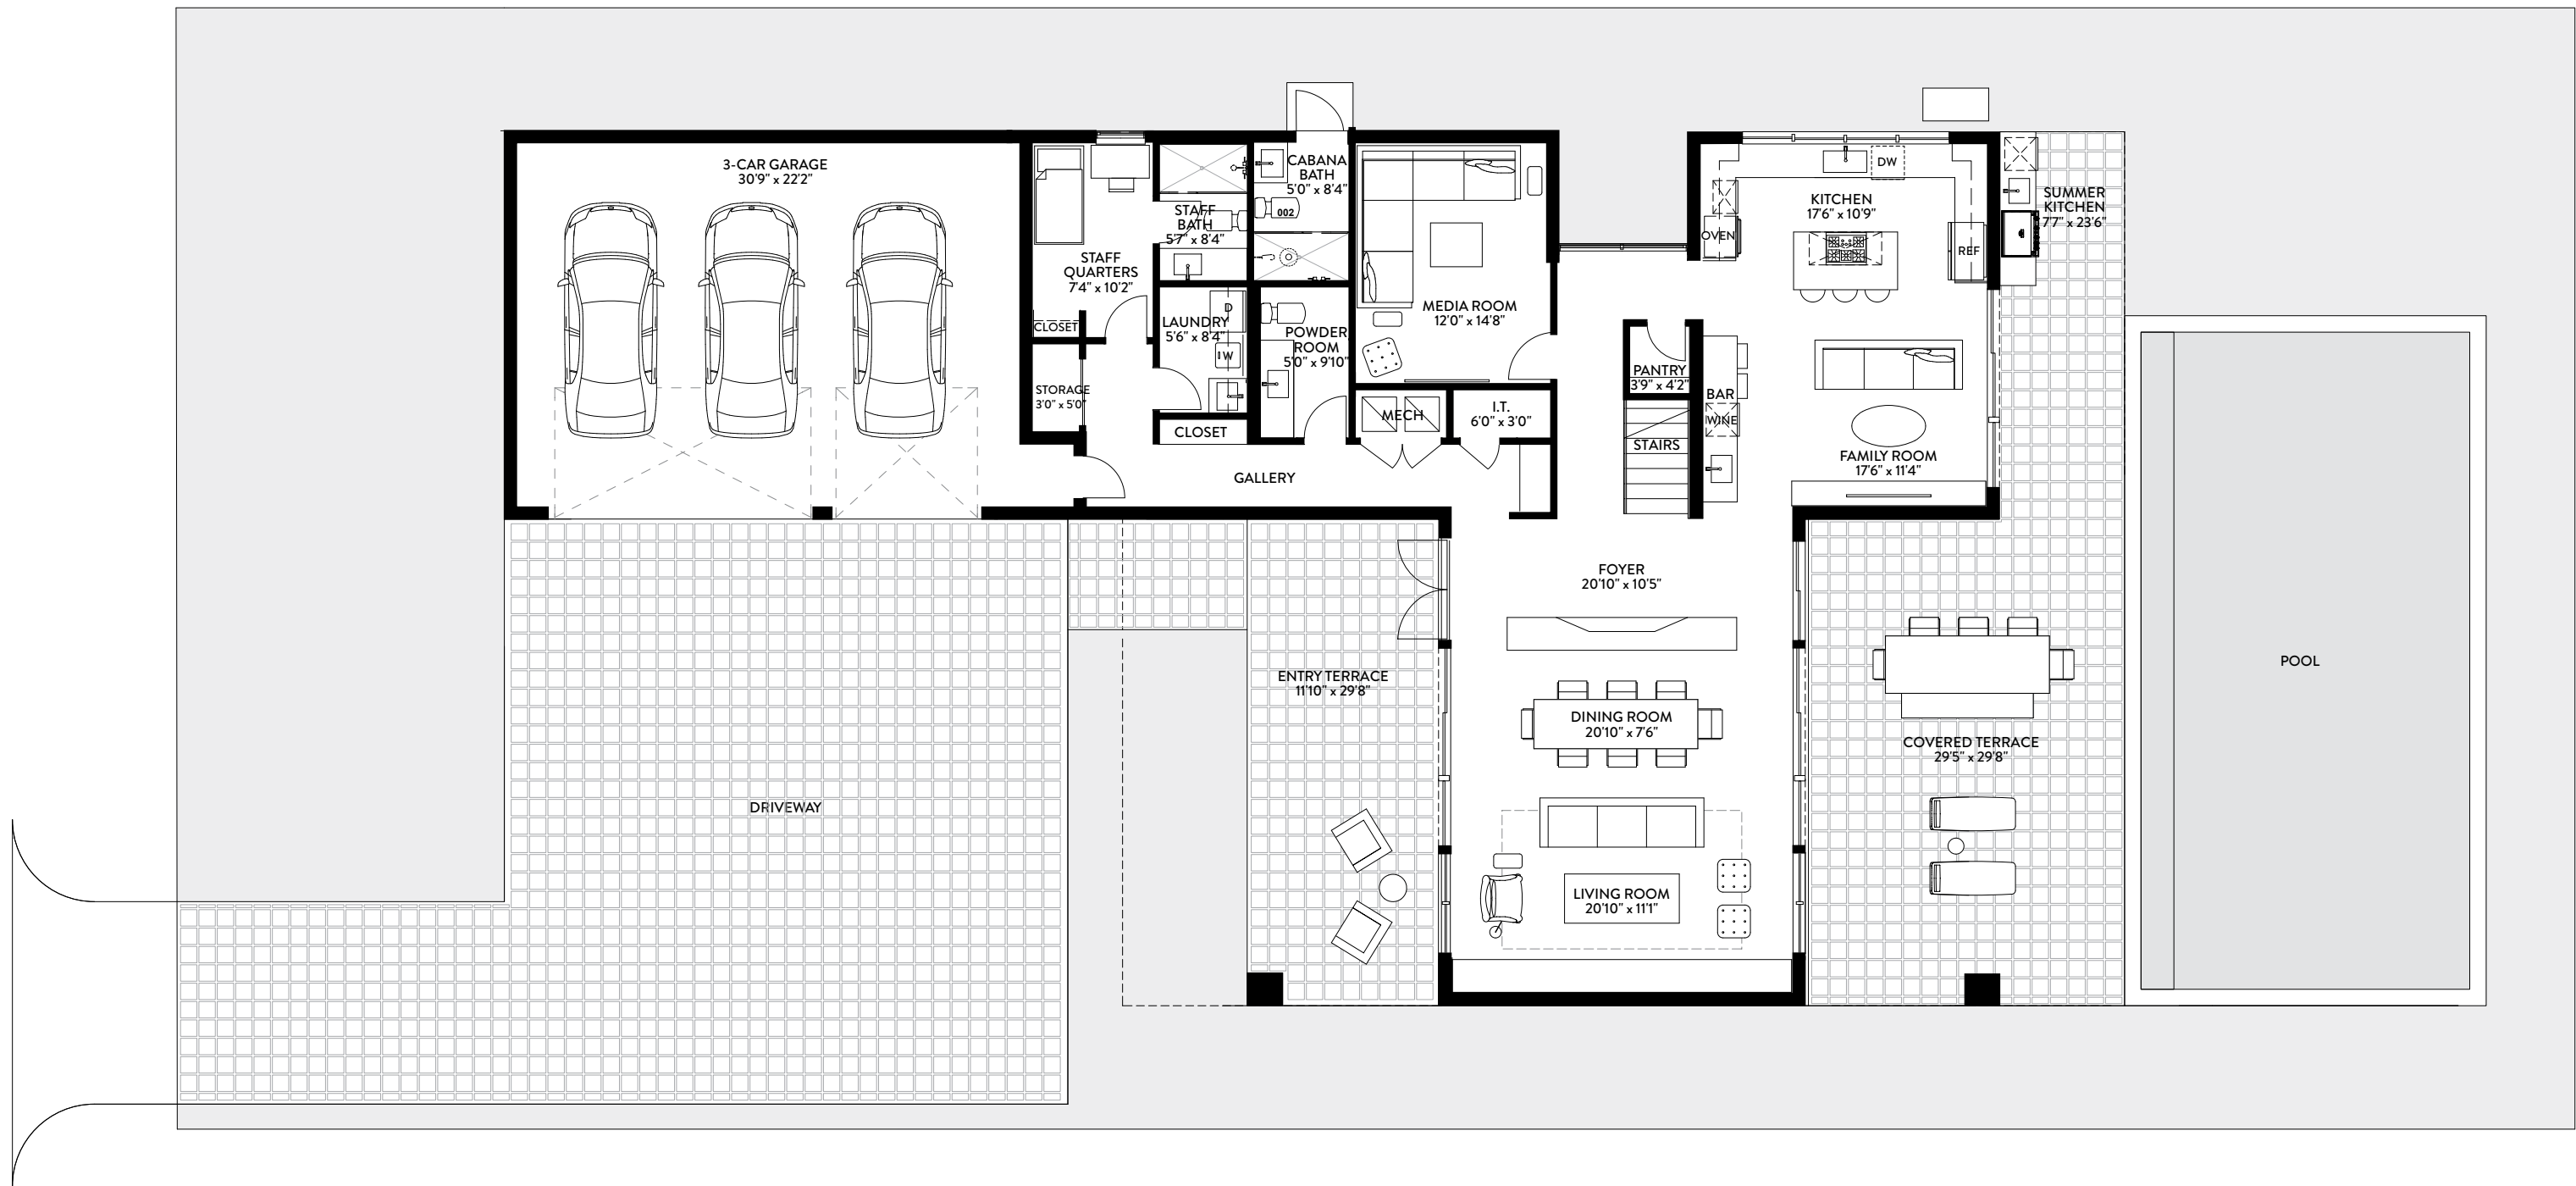 3-CAR GARAGE
30'9" x 22'2"
STAFF
QUARTERS
7'4" x 10'2"
CLOSET
STORAGE
3'0" x 5'0"
STAFF
BATH
5'7" x 8'4"
LAUNDRY
5'6" x 8'4"
D
W
CLOSET
CABANA
BATH
5'0" x 8'4"
002
POWDER
ROOM
5'0" x 9'10"
MEDIA ROOM
12'0" x 14'8"
MECH
I.T.
6'0" x 3'0"
GALLERY
PANTRY
3'9" x 4'2"
STAIRS
BAR
WINE
KITCHEN
17'6" x 10'9"
DW
OVEN
REF
SUMMER
KITCHEN
7'7" x 23'6"
FAMILY ROOM
17'6" x 11'4"
FOYER
20'10" x 10'5"
ENTRY TERRACE
11'10" x 29'8"
DINING ROOM
20'10" x 7'6"
COVERED TERRACE
29'5" x 29'8"
POOL
DRIVEWAY
LIVING ROOM
20'10" x 11'1"